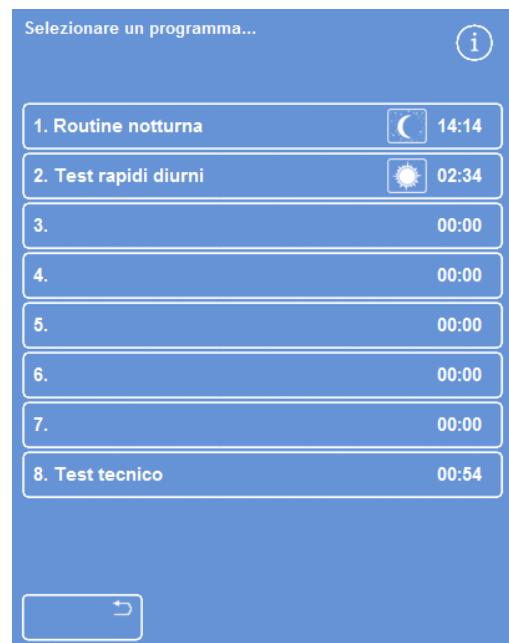 Selezionare un programma...
i
1. Routine notturna 14:14
2. Test rapidi diurni 02:34
3. 00:00
4. 00:00
5. 00:00
6. 00:00
7. 00:00
8. Test tecnico 00:54